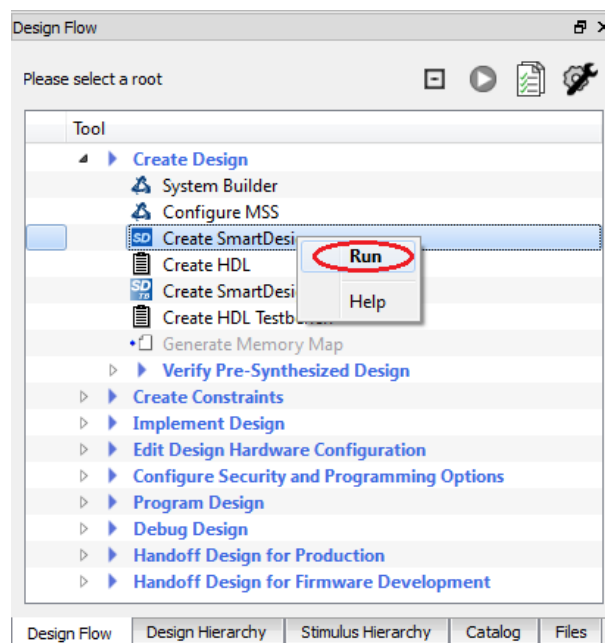 Design Flow
Please select a root
Tool
Create Design
System Builder
Configure MSS
SD Create SmartDesi
Run
Create HDL
SD TB Create SmartDesi
Help
Create HDL Testb
Generate Memory Map
Verify Pre-Synthesized Design
Create Constraints
Implement Design
Edit Design Hardware Configuration
Configure Security and Programming Options
Program Design
Debug Design
Handoff Design for Production
Handoff Design for Firmware Development
Design Flow Design Hierarchy Stimulus Hierarchy Catalog Files